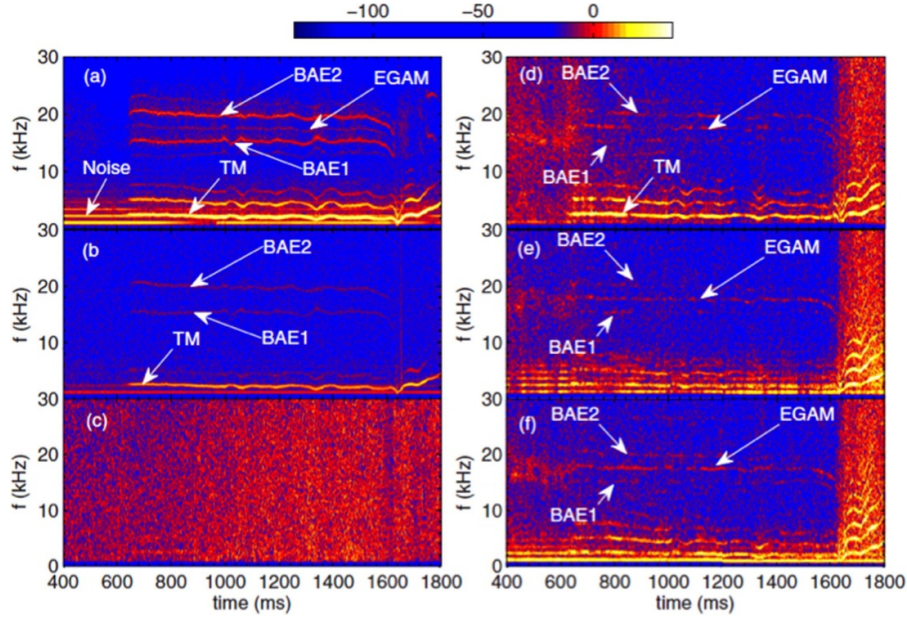 −100 −50 0
30 (a) BAE2 EGAM
20
f (kHz)
10 Noise TM BAE1
30 (b) BAE2
20
f (kHz)
10 TM BAE1
30 (c)
20
f (kHz)
10
0
400 600 800 1000 1200 1400 1600 1800
time (ms)
30 (d) BAE2 EGAM
20
f (kHz)
10 BAE1 TM
30 (e) BAE2 EGAM
20
f (kHz)
10 BAE1
30 (f) BAE2 EGAM
20
f (kHz)
10 BAE1
0
400 600 800 1000 1200 1400 1600 1800
time (ms)